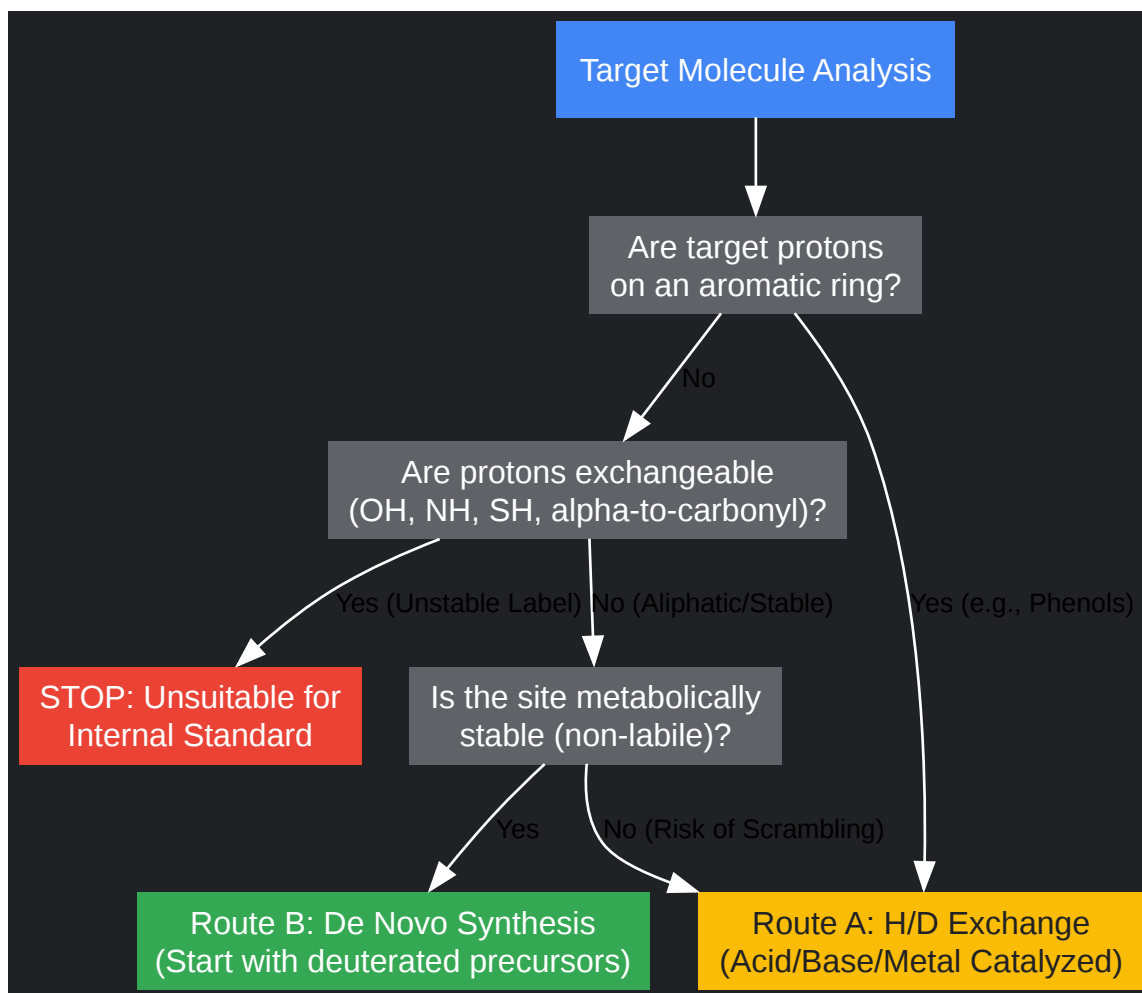 Target Molecule Analysis
Are target protons
on an aromatic ring?
No
Are protons exchangeable
(OH, NH, SH, alpha-to-carbonyl)?
Yes (Unstable Label)
No (Aliphatic/Stable)
Yes (e.g., Phenols)
STOP: Unsuitable for
Internal Standard
Is the site metabolically
stable (non-labile)?
Yes
No (Risk of Scrambling)
Route B: De Novo Synthesis
(Start with deuterated precursors)
Route A: H/D Exchange
(Acid/Base/Metal Catalyzed)